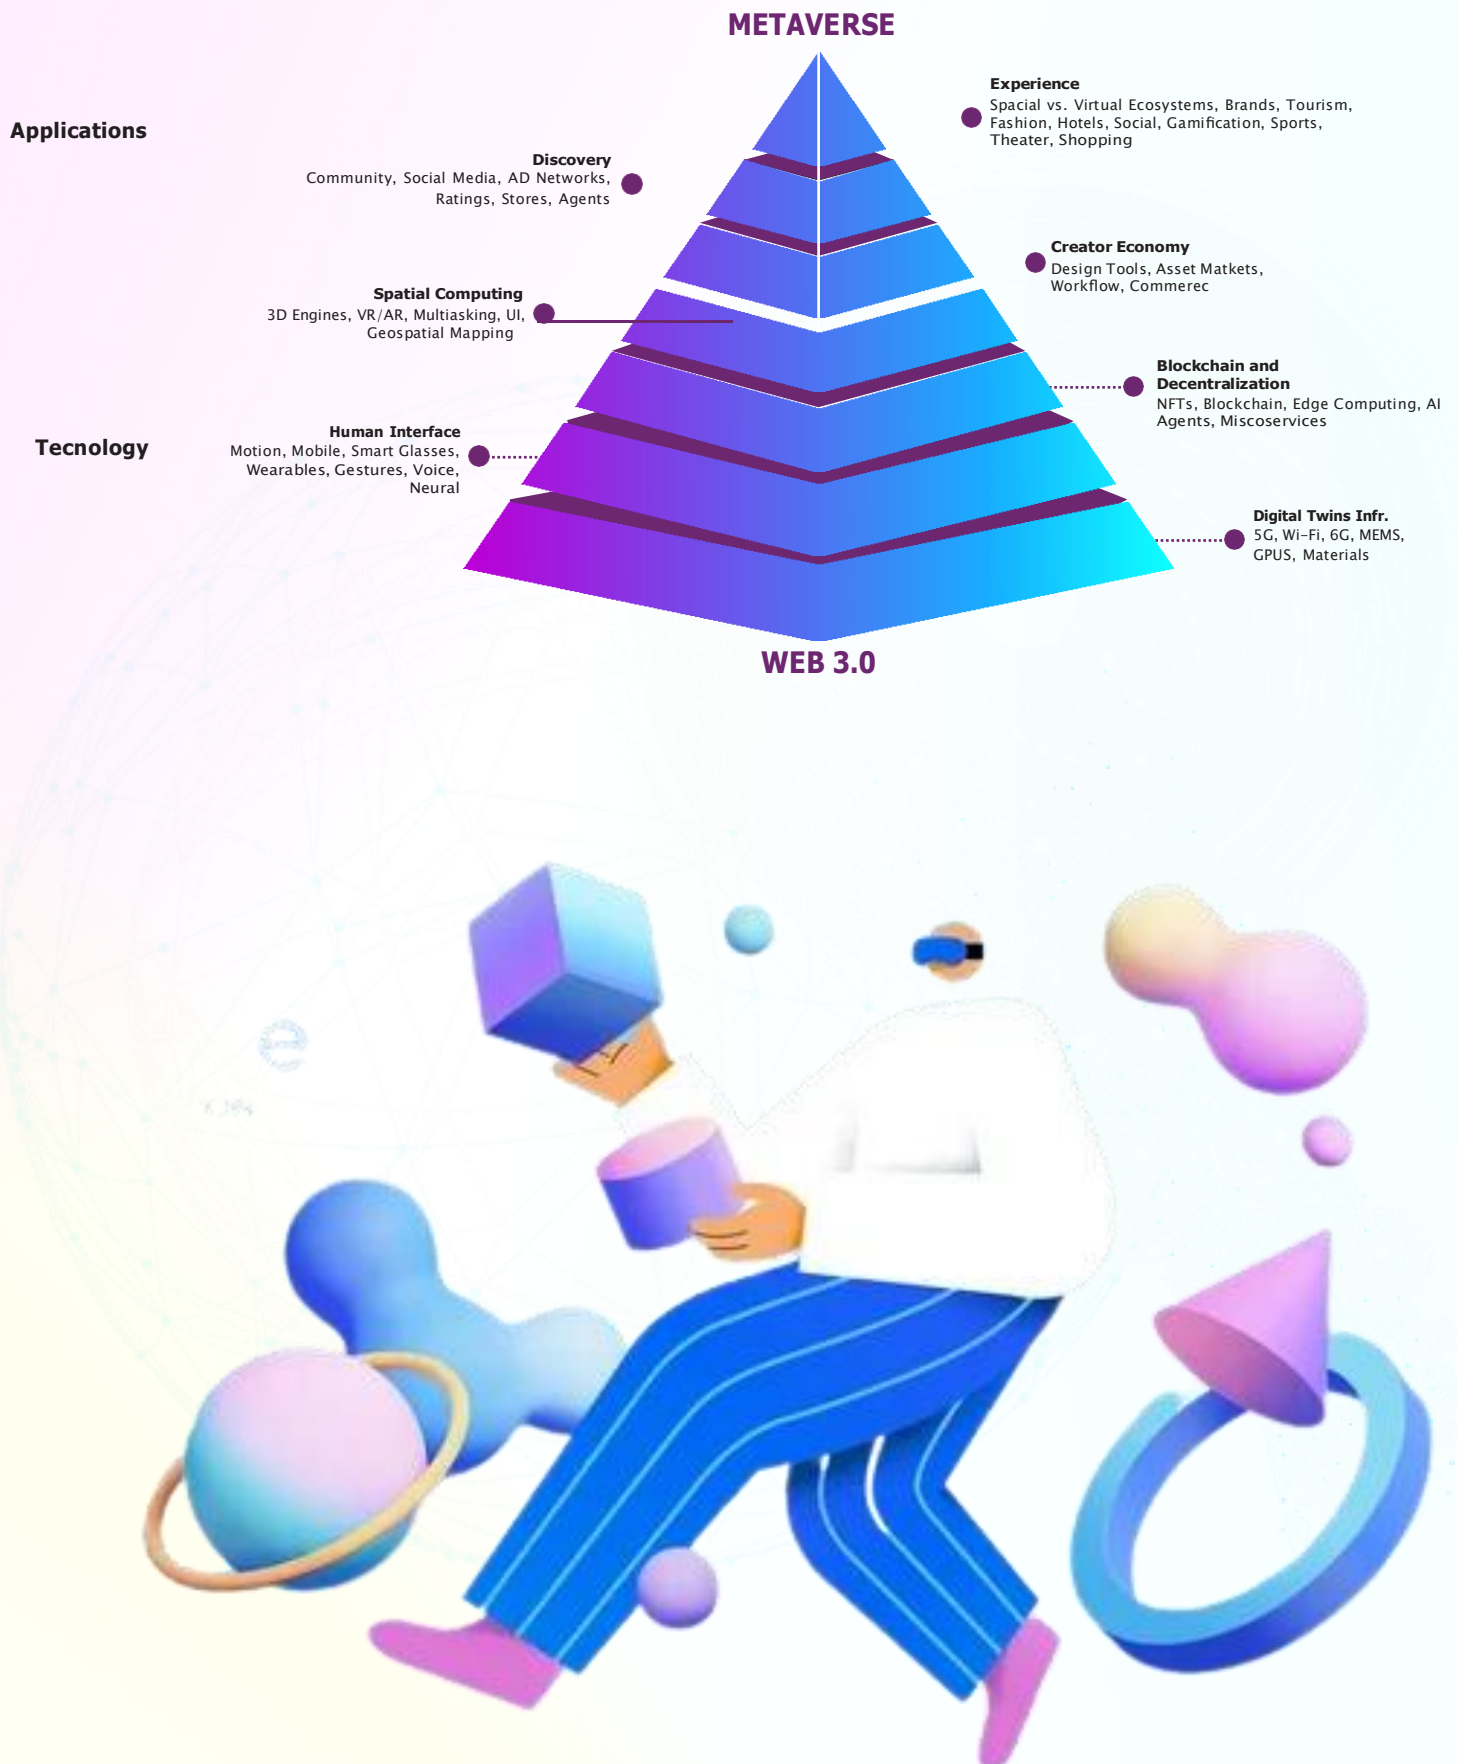 METAVERSE
Applications
Experience
Spacial vs. Virtual Ecosystems, Brands, Tourism,
Fashion, Hotels, Social, Gamification, Sports,
Theater, Shopping
Discovery
Community, Social Media, AD Networks,
Ratings, Stores, Agents
Creator Economy
Design Tools, Asset Matkets,
Workflow, Commerec
Spatial Computing
3D Engines, VR/AR, Multiasking, UI,
Geospatial Mapping
Blockchain and
Decentralization
NFTs, Blockchain, Edge Computing, AI
Agents, Miscoservices
Tecnology
Human Interface
Motion, Mobile, Smart Glasses,
Wearables, Gestures, Voice,
Neural
Digital Twins Infr.
5G, Wi-Fi, 6G, MEMS,
GPUS, Materials
WEB 3.0